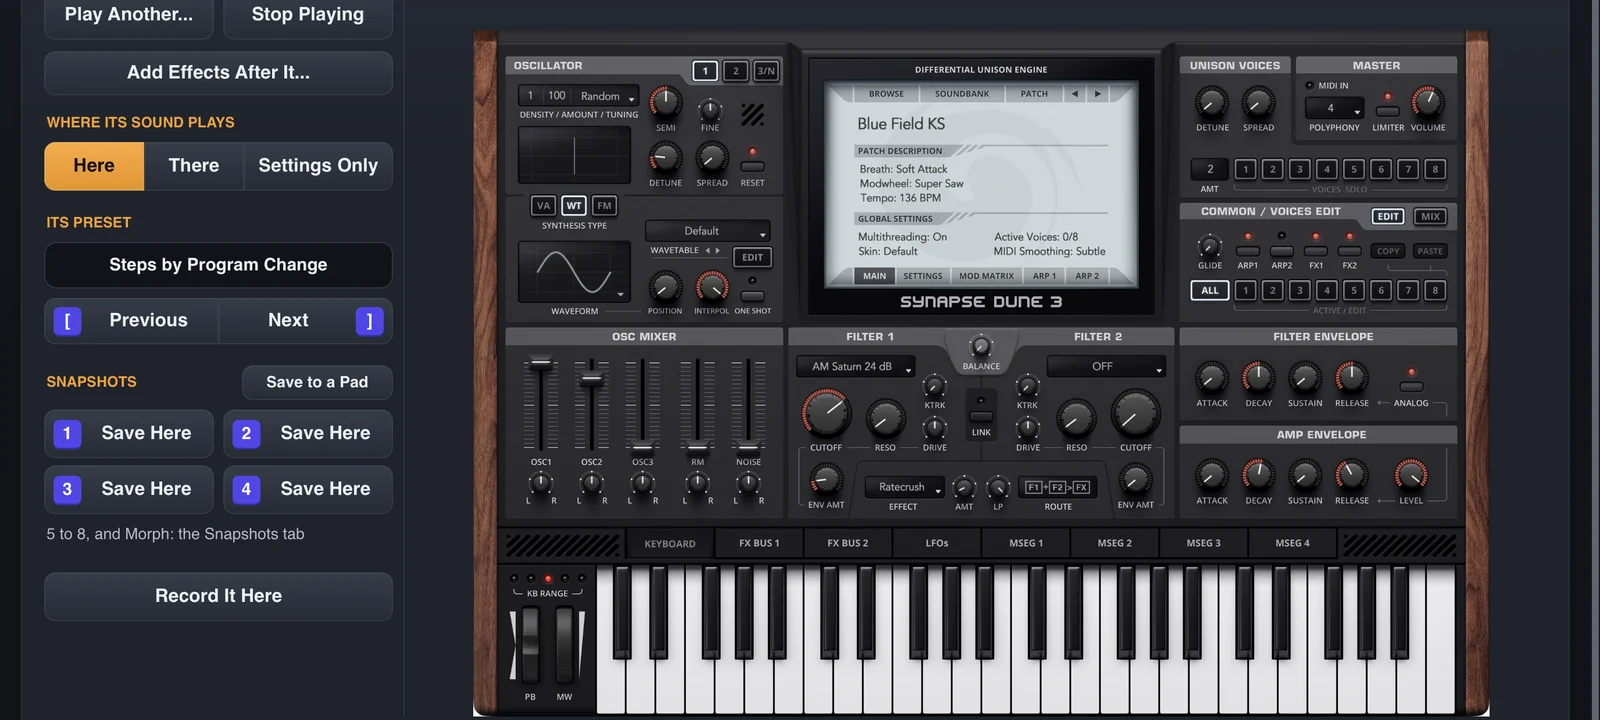 Play Another...
Stop Playing
Add Effects After It...
WHERE ITS SOUND PLAYS
Here
There
Settings Only
ITS PRESET
Steps by Program Change
[ Previous
Next ]
SNAPSHOTS
Save to a Pad
1 Save Here
2 Save Here
3 Save Here
4 Save Here
5 to 8, and Morph: the Snapshots tab
Record It Here
OSCILLATOR
1 2 3/N
1 100 Random
DENSITY / AMOUNT / TUNING
SEMI
FINE
DETUNE
SPREAD
RESET
VA WT FM
SYNTHESIS TYPE
Default
WAVETABLE
EDIT
WAVEFORM
POSITION
INTERPOL
ONE SHOT
DIFFERENTIAL UNISON ENGINE
BROWSE SOUNDBANK PATCH
Blue Field KS
PATCH DESCRIPTION
Breath: Soft Attack
Modwheel: Super Saw
Tempo: 136 BPM
GLOBAL SETTINGS
Multithreading: On
Active Voices: 0/8
Skin: Default
MIDI Smoothing: Subtle
MAIN SETTINGS MOD MATRIX ARP 1 ARP 2
SYNAPSE DUNE 3
UNISON VOICES
DETUNE SPREAD
MASTER
MIDI IN
4
POLYPHONY
LIMITER
VOLUME
2 1 2 3 4 5 6 7 8
AMT
VOICES SOLO
COMMON / VOICES EDIT
EDIT MIX
GLIDE ARP1 ARP2 FX1 FX2
COPY PASTE
ALL 1 2 3 4 5 6 7 8
ACTIVE / EDIT
OSC MIXER
OSC1 OSC2 OSC3 RM NOISE
L R L R L R L R L R
FILTER 1
BALANCE
FILTER 2
AM Saturn 24 dB
OFF
KTRK
KTRK
LINK
CUTOFF RESO DRIVE
DRIVE RESO CUTOFF
ENV AMT
Ratecrush
EFFECT
AMT
LP
F1+F2>FX
ROUTE
ENV AMT
FILTER ENVELOPE
ATTACK DECAY SUSTAIN RELEASE ANALOG
AMP ENVELOPE
ATTACK DECAY SUSTAIN RELEASE LEVEL
KEYBOARD FX BUS 1 FX BUS 2 LFOs MSEG 1 MSEG 2 MSEG 3 MSEG 4
KB RANGE
PB MW